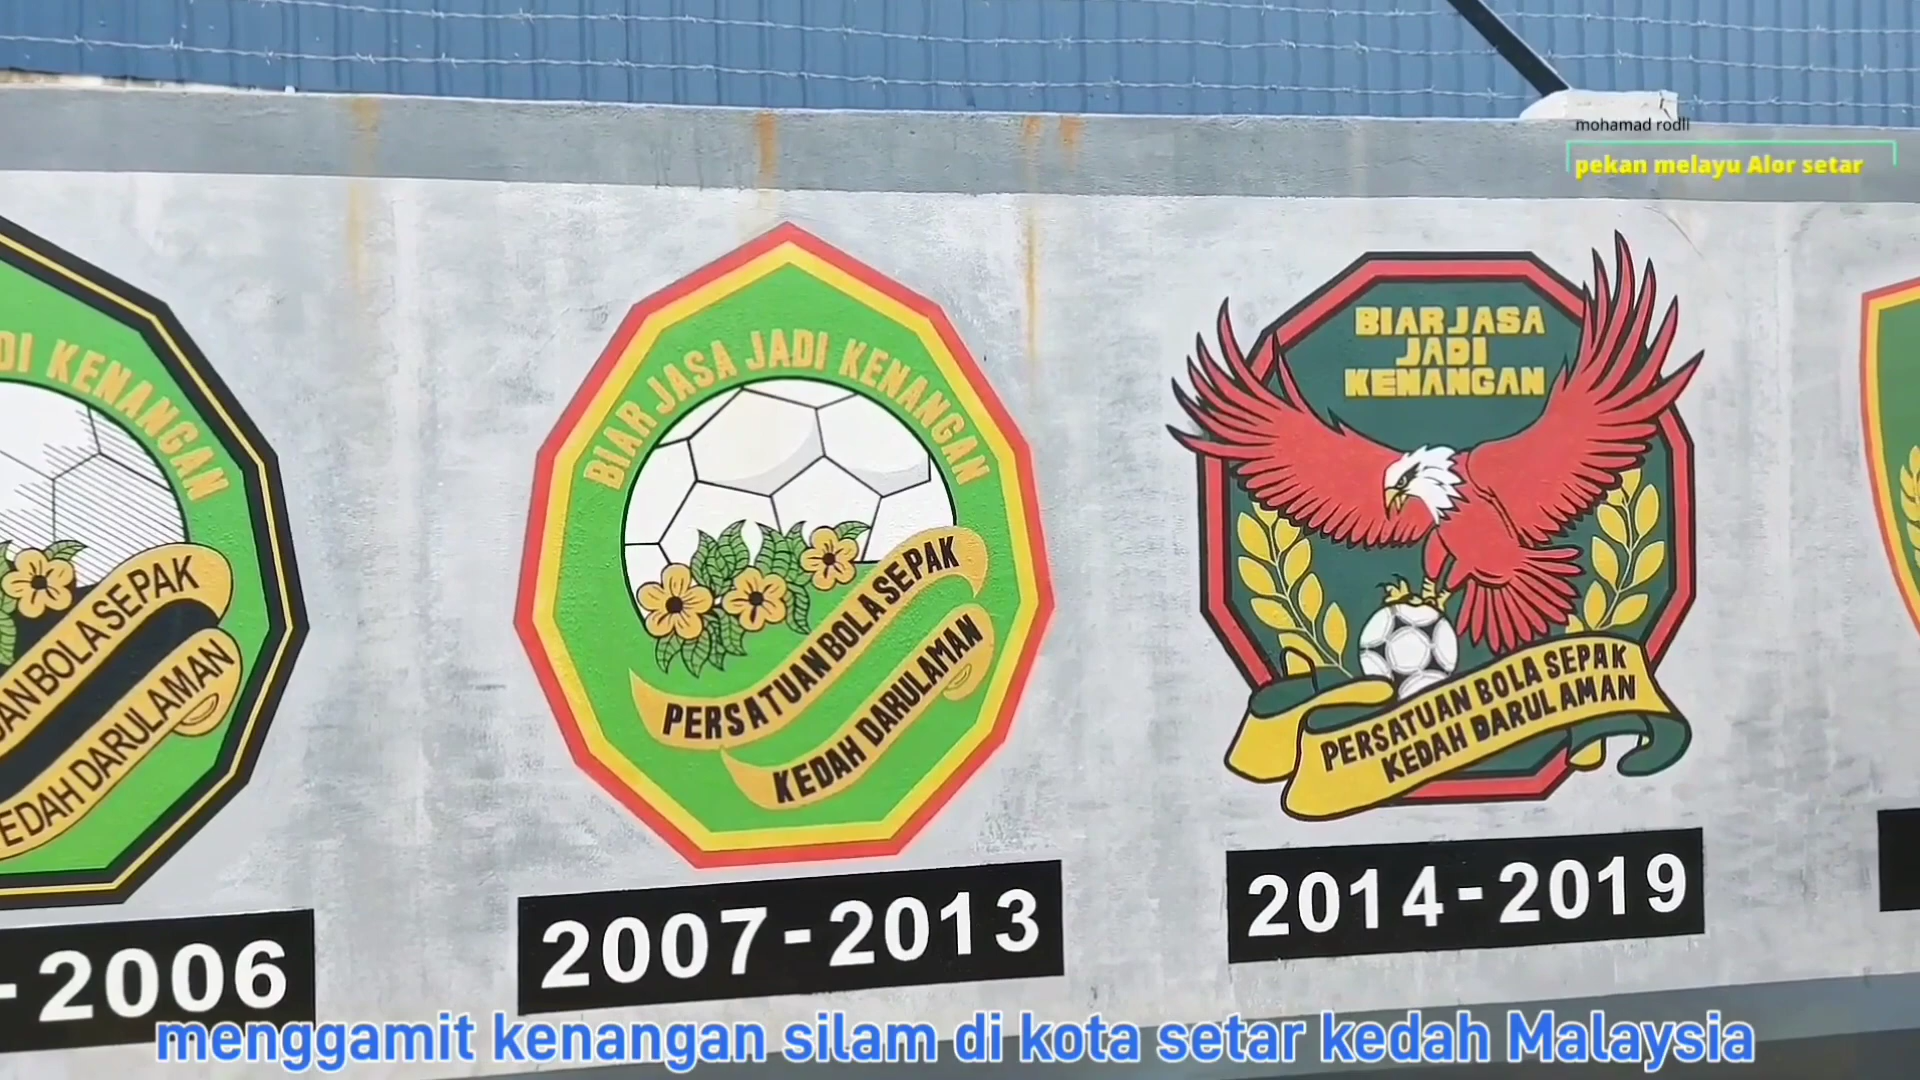 mohamad rodli
pekan melayu Alor setar
DI KENANGAN
BOLA SEPAK
KEDAH DARULAMAN
-2006
BIAR JASA JADI KENANGAN
PERSATUAN BOLA SEPAK
KEDAH DARULAMAN
2007-2013
BIAR JASA
JADI
KENANGAN
PERSATUAN BOLA SEPAK
KEDAH DARUL AMAN
2014-2019
menggamit kenangan silam di kota setar kedah Malaysia